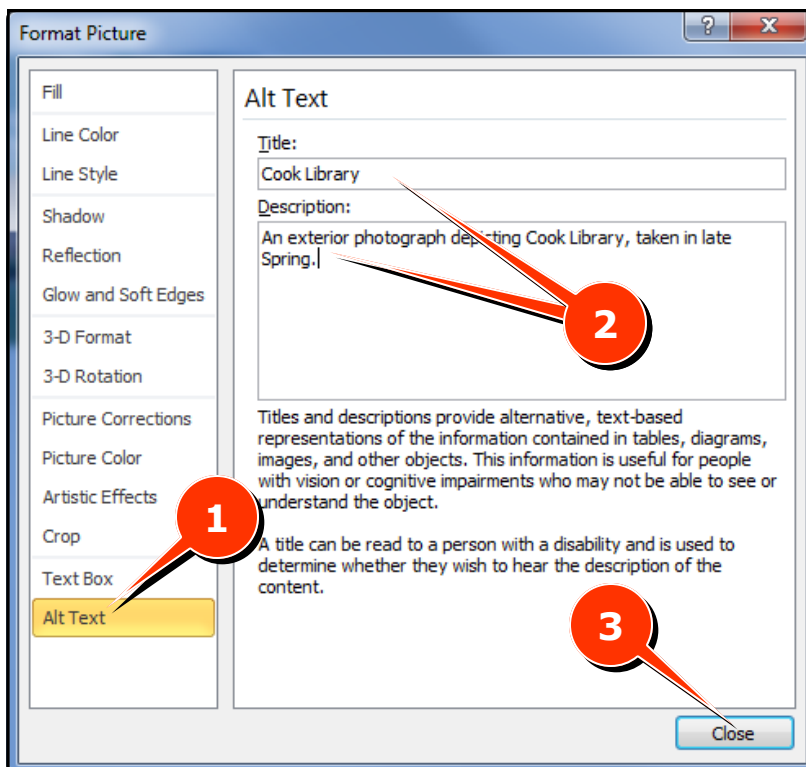 Format Picture
?
X
Fill
Line Color
Line Style
Shadow
Reflection
Glow and Soft Edges
3-D Format
3-D Rotation
Picture Corrections
Picture Color
Artistic Effects
Crop
Text Box
Alt Text
Alt Text
Title:
Cook Library
Description:
An exterior photograph depicting Cook Library, taken in late
Spring.
Titles and descriptions provide alternative, text-based
representations of the information contained in tables, diagrams,
images, and other objects. This information is useful for people
with vision or cognitive impairments who may not be able to see or
understand the object.
A title can be read to a person with a disability and is used to
determine whether they wish to hear the description of the
content.
Close
1
2
3